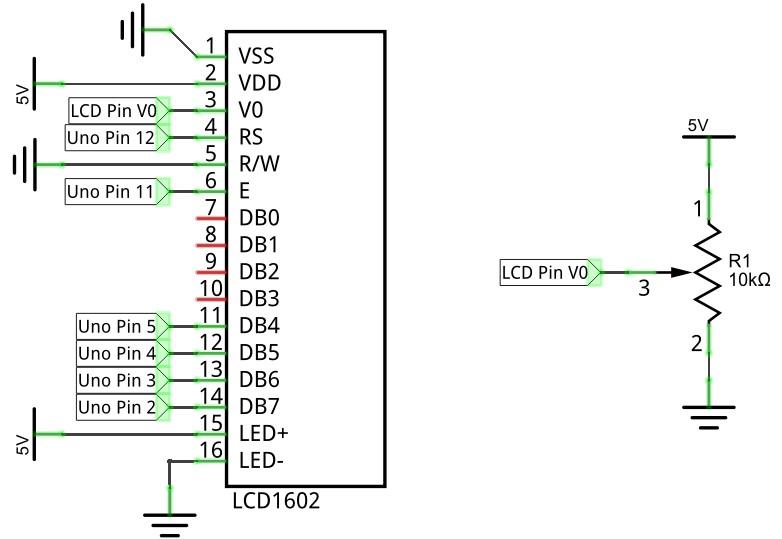 1 VSS
5V 2 VDD
LCD Pin V0 3 V0
Uno Pin 12 4 RS
5 R/W
Uno Pin 11 6 E
7 DB0
8 DB1
9 DB2
10 DB3
Uno Pin 5 11 DB4
Uno Pin 4 12 DB5
Uno Pin 3 13 DB6
Uno Pin 2 14 DB7
5V 15 LED+
16 LED-
LCD1602
5V
1
R1
10kΩ
LCD Pin V0
3
2